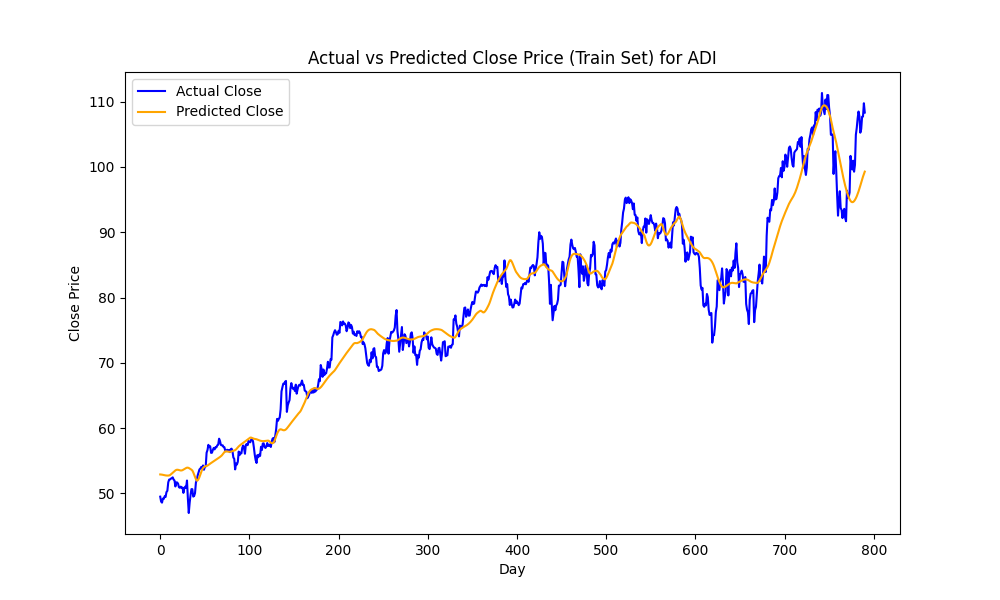 Actual vs Predicted Close Price (Train Set) for ADI
Actual Close
Predicted Close
Close Price
110
100
90
80
70
60
50
0 100 200 300 400 500 600 700 800
Day